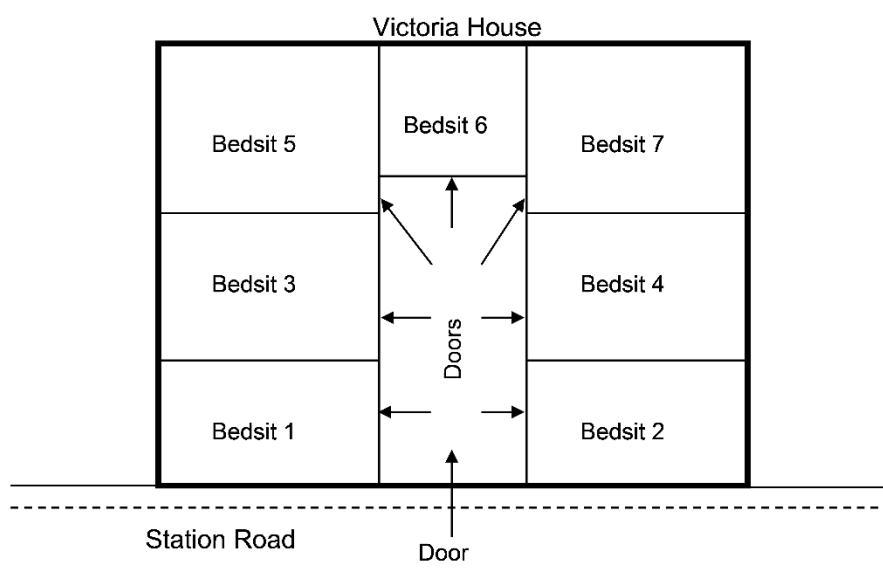 Victoria House
Bedsit 5
Bedsit 6
Bedsit 7
Bedsit 3
Bedsit 4
Doors
Bedsit 1
Bedsit 2
Station Road
Door